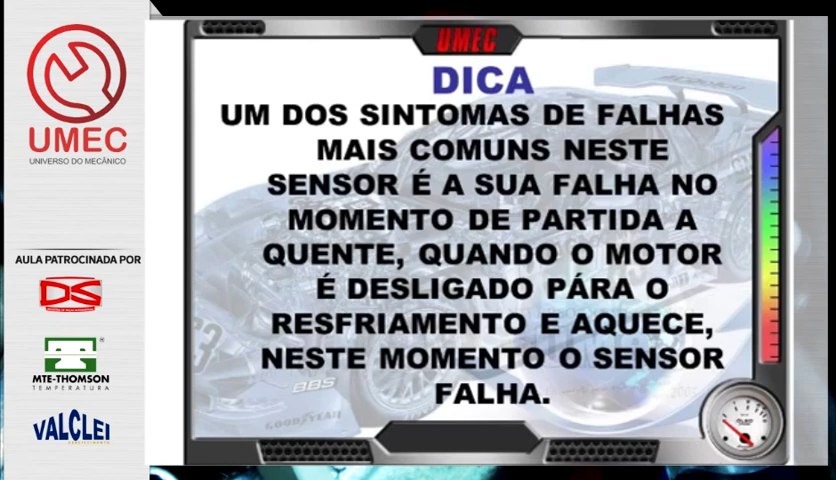 UMEC
UNIVERSO DO MECÂNICO
AULA PATROCINADA POR
DS
MTE-THOMSON
TEMPERATURA
VALCLEI
UMEC
DICA
UM DOS SINTOMAS DE FALHAS
MAIS COMUNS NESTE
SENSOR É A SUA FALHA NO
MOMENTO DE PARTIDA A
QUENTE, QUANDO O MOTOR
É DESLIGADO PÁRA O
RESFRIAMENTO E AQUECE,
NESTE MOMENTO O SENSOR
FALHA.
BBS
GOODYEAR